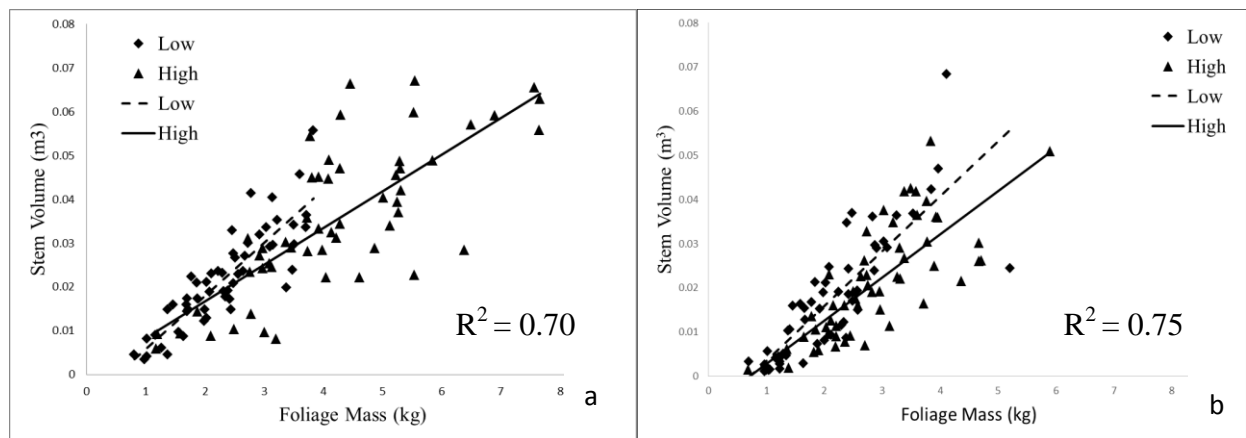 0.08
0.07
0.06
0.05
0.04
0.03
0.02
0.01
0
Stem Volume (m3)
Low
High
Low
High
R² = 0.70
0 1 2 3 4 5 6 7 8
Foliage Mass (kg)
a
0.08
0.07
0.06
0.05
0.04
0.03
0.02
0.01
0
Stem Volume (m³)
Low
High
Low
High
R² = 0.75
0 1 2 3 4 5 6 7 8
Foliage Mass (kg)
b